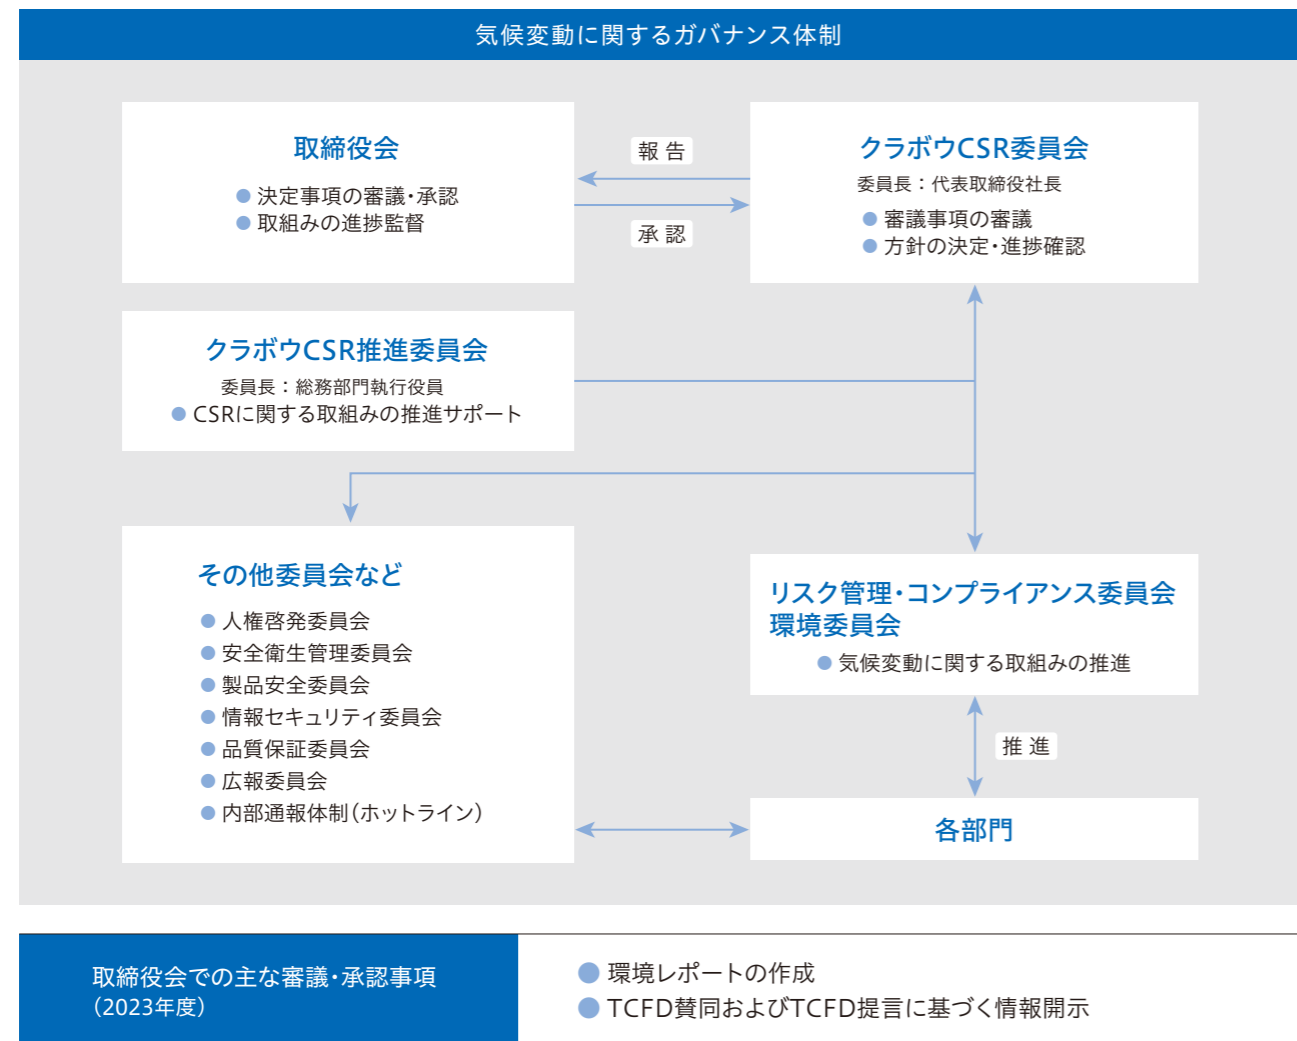 気候変動に関するガバナンス体制
取締役会
● 決定事項の審議・承認
● 取組みの進捗監督
報告
承認
クラボウCSR委員会
委員長：代表取締役社長
● 審議事項の審議
● 方針の決定・進捗確認
クラボウCSR推進委員会
委員長：総務部門執行役員
● CSRに関する取組みの推進サポート
その他委員会など
● 人権啓発委員会
● 安全衛生管理委員会
● 製品安全委員会
● 情報セキュリティ委員会
● 品質保証委員会
● 広報委員会
● 内部通報体制（ホットライン）
リスク管理・コンプライアンス委員会
環境委員会
● 気候変動に関する取組みの推進
推進
各部門
取締役会での主な審議・承認事項
（2023年度）
● 環境レポートの作成
● TCFD賛同およびTCFD提言に基づく情報開示